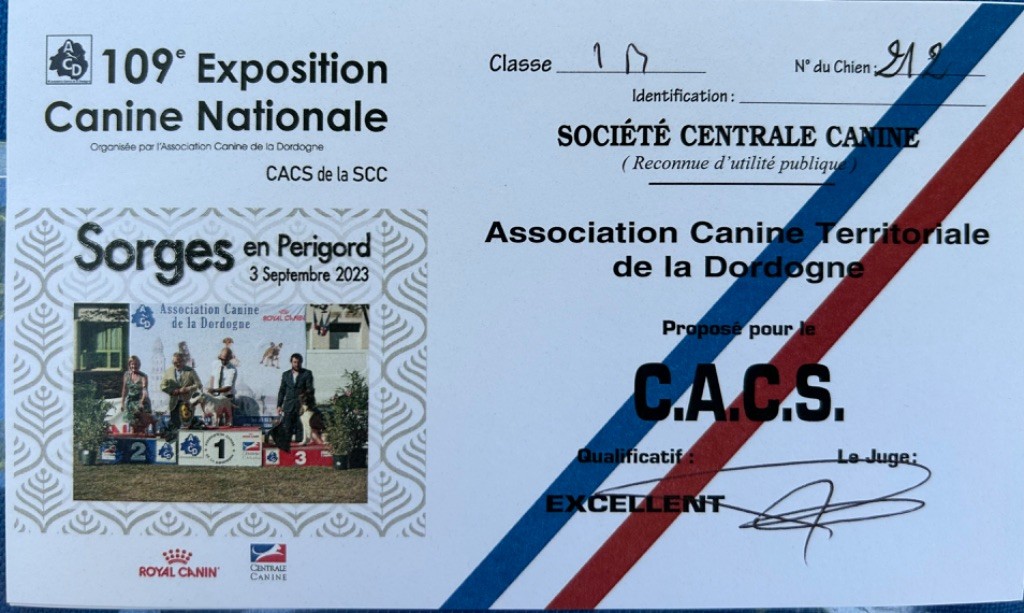 ACD
109e Exposition
Canine Nationale
Organisée par l'Association Canine de la Dordogne
CACS de la SCC
Sorges en Perigord
3 Septembre 2023
Association Canine
de la Dordogne
ROYAL CANIN
2 1 3
ROYAL CANIN
CENTRALE
CANINE
Classe 1 M
N° du Chien : 212
Identification :
SOCIÉTÉ CENTRALE CANINE
( Reconnue d'utilité publique )
Association Canine Territoriale
de la Dordogne
Proposé pour le
C.A.C.S.
Qualificatif : Le Juge:
EXCELLENT